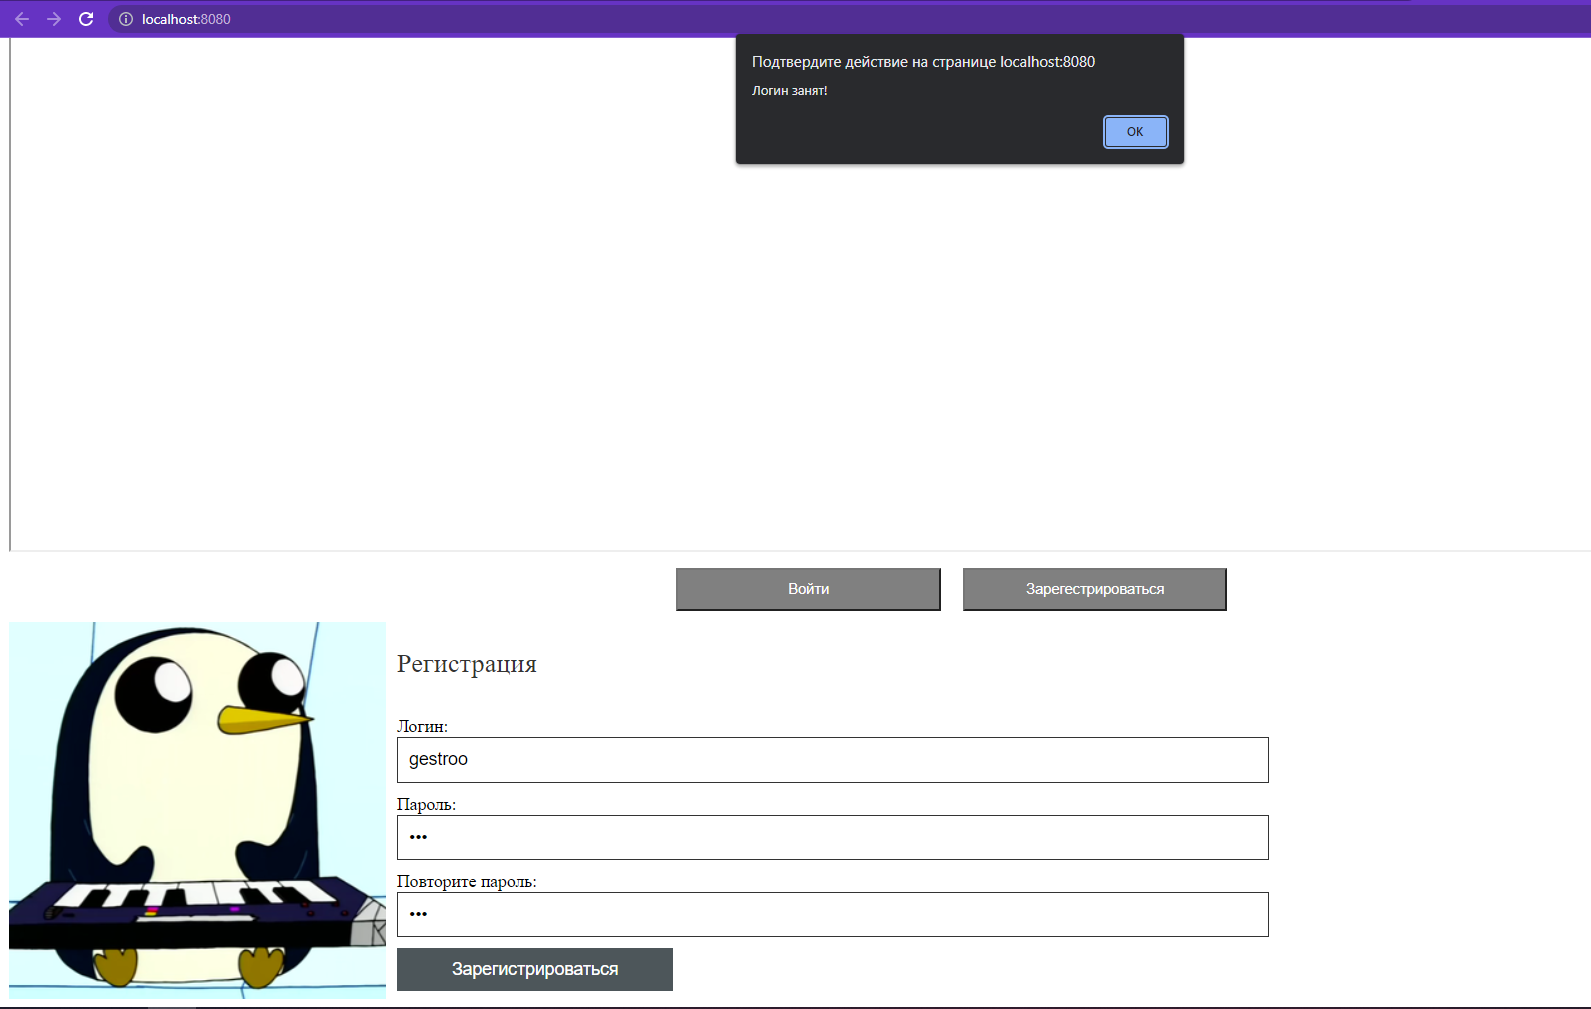 localhost:8080
Подтвердите действие на странице localhost:8080
Логин занят!
ОК
Войти
Зарегестрироваться
Регистрация
Логин:
gestroo
Пароль:
•••
Повторите пароль:
•••
Зарегистрироваться